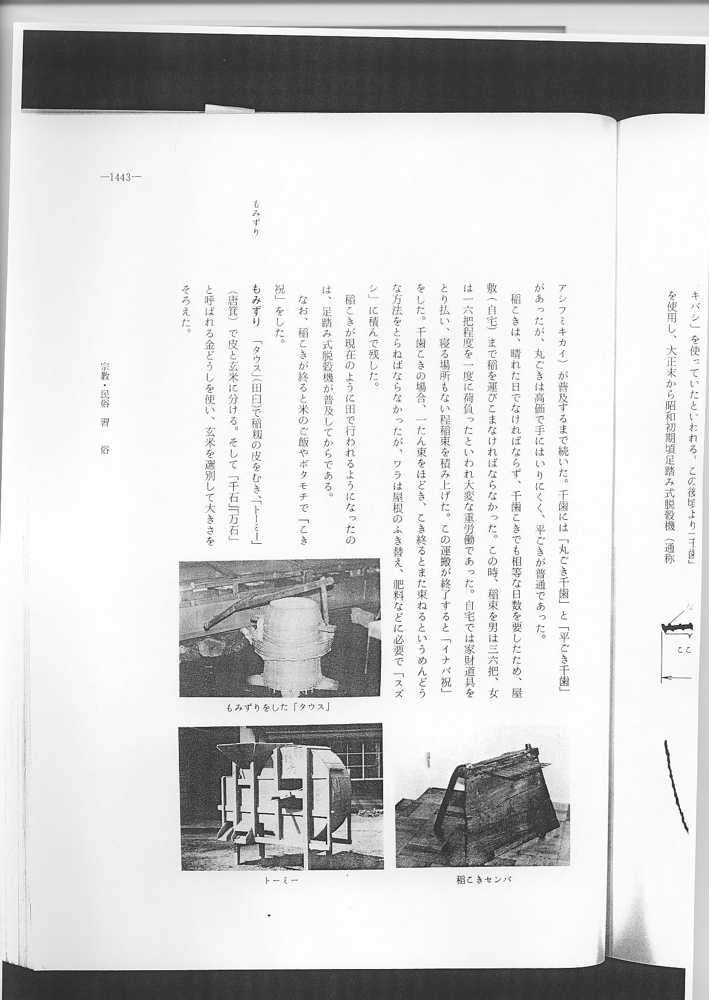 キバシ」を使っていたといわれる。この後頃より「千歯」
を使用し、大正末から昭和初期頃足踏み式脱穀機（通称
な
ここ
アシフミキカイ）が普及するまで続いた。千歯には「丸ごき千歯」と「平ごき千歯」
があったが、丸ごきは高価で手にはいりにくく、平ごきが普通であった。
稲こきは、晴れた日でなければならず、千歯こきでも相等な日数を要したため、屋
敷（自宅）まで稲を運びこまなければならなかった。この時、稲束を男は三六把、女
は一六把程度を一度に荷負ったといわれ大変な重労働であった。自宅では家財道具を
とり払い、寝る場所もない程稲束を積み上げた。この運搬が終了すると「イナバ祝」
をした。千歯こきの場合、一たん束をほどき、こき終るとまた束ねるというめんどう
な方法をとらねばならなかったが、ワラは屋根のふき替え、肥料などに必要で「スズ
シ」に積んで残した。
稲こきが現在のように田で行われるようになったの
は、足踏み式脱穀機が普及してからである。
なお、稲こきが終ると米のご飯やボタモチで「こき
祝」をした。
もみずり
もみずり　「タウス」（田臼）で稲籾の皮をむき、「トーミー」
（唐箕）で皮と玄米に分ける。そして「千石」「万石」
と呼ばれる金どうしを使い、玄米を選別して大きさを
そろえた。
稲こきセンバ
もみずりをした「タウス」
トーミー
宗教・民俗　習　俗
—1443—